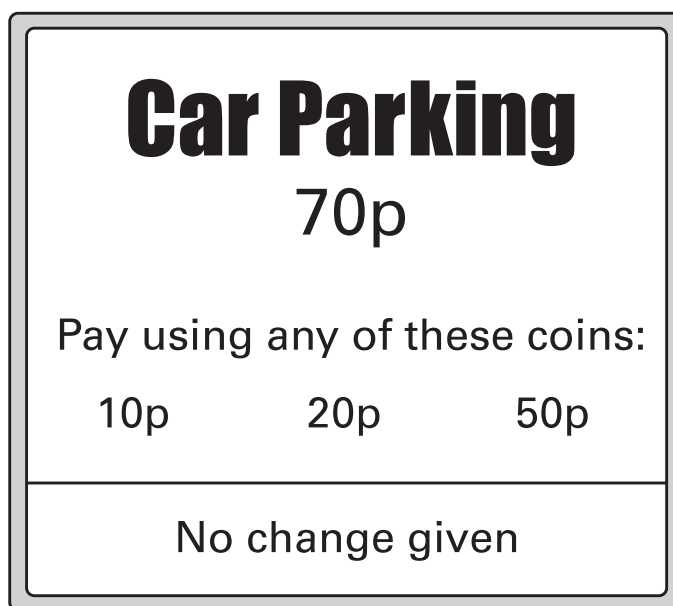 Car Parking
70p
Pay using any of these coins:
10p 20p 50p
No change given